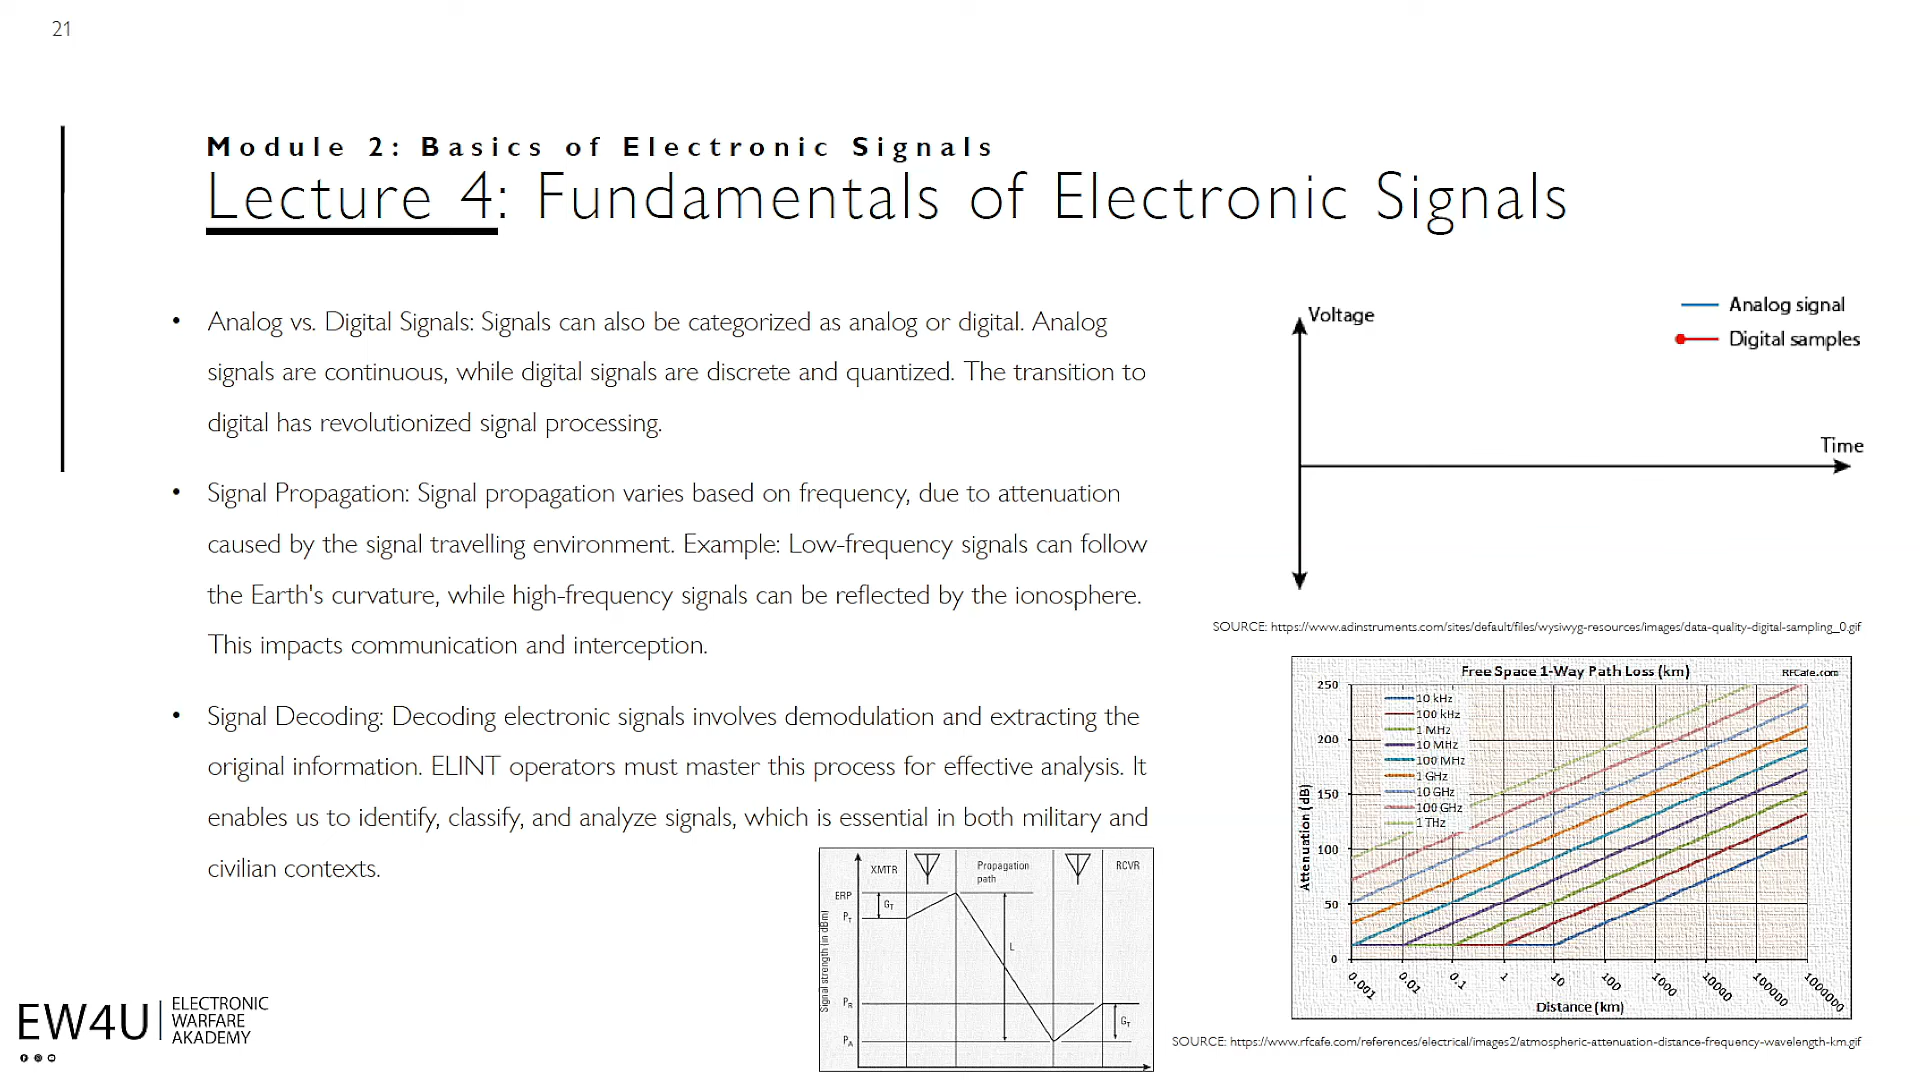 21
Module 2: Basics of Electronic Signals
Lecture 4: Fundamentals of Electronic Signals
• Analog vs. Digital Signals: Signals can also be categorized as analog or digital. Analog
signals are continuous, while digital signals are discrete and quantized. The transition to
digital has revolutionized signal processing.
• Signal Propagation: Signal propagation varies based on frequency, due to attenuation
caused by the signal travelling environment. Example: Low-frequency signals can follow
the Earth's curvature, while high-frequency signals can be reflected by the ionosphere.
This impacts communication and interception.
• Signal Decoding: Decoding electronic signals involves demodulation and extracting the
original information. ELINT operators must master this process for effective analysis. It
enables us to identify, classify, and analyze signals, which is essential in both military and
civilian contexts.
Voltage
Analog signal
Digital samples
Time
SOURCE: https://www.adinstruments.com/sites/default/files/wysiwyg-resources/images/data-quality-digital-sampling_0.gif
Free Space 1-Way Path Loss (km)
RFCafe.com
250
200
150
100
50
0
Attenuation (dB)
10 kHz
100 kHz
1 MHz
10 MHz
100 MHz
1 GHz
10 GHz
100 GHz
1 THz
0.001
0.01
0.1
1
10
100
1000
10000
100000
1000000
Distance (km)
SOURCE: https://www.rfcafe.com/references/electrical/images2/atmospheric-attenuation-distance-frequency-wavelength-km.gif
XMTR
Propagation
path
RCVR
ERP
PT
GT
L
PR
GT
PA
Signal strength (in dBm)
EW4U
ELECTRONIC
WARFARE
AKADEMY